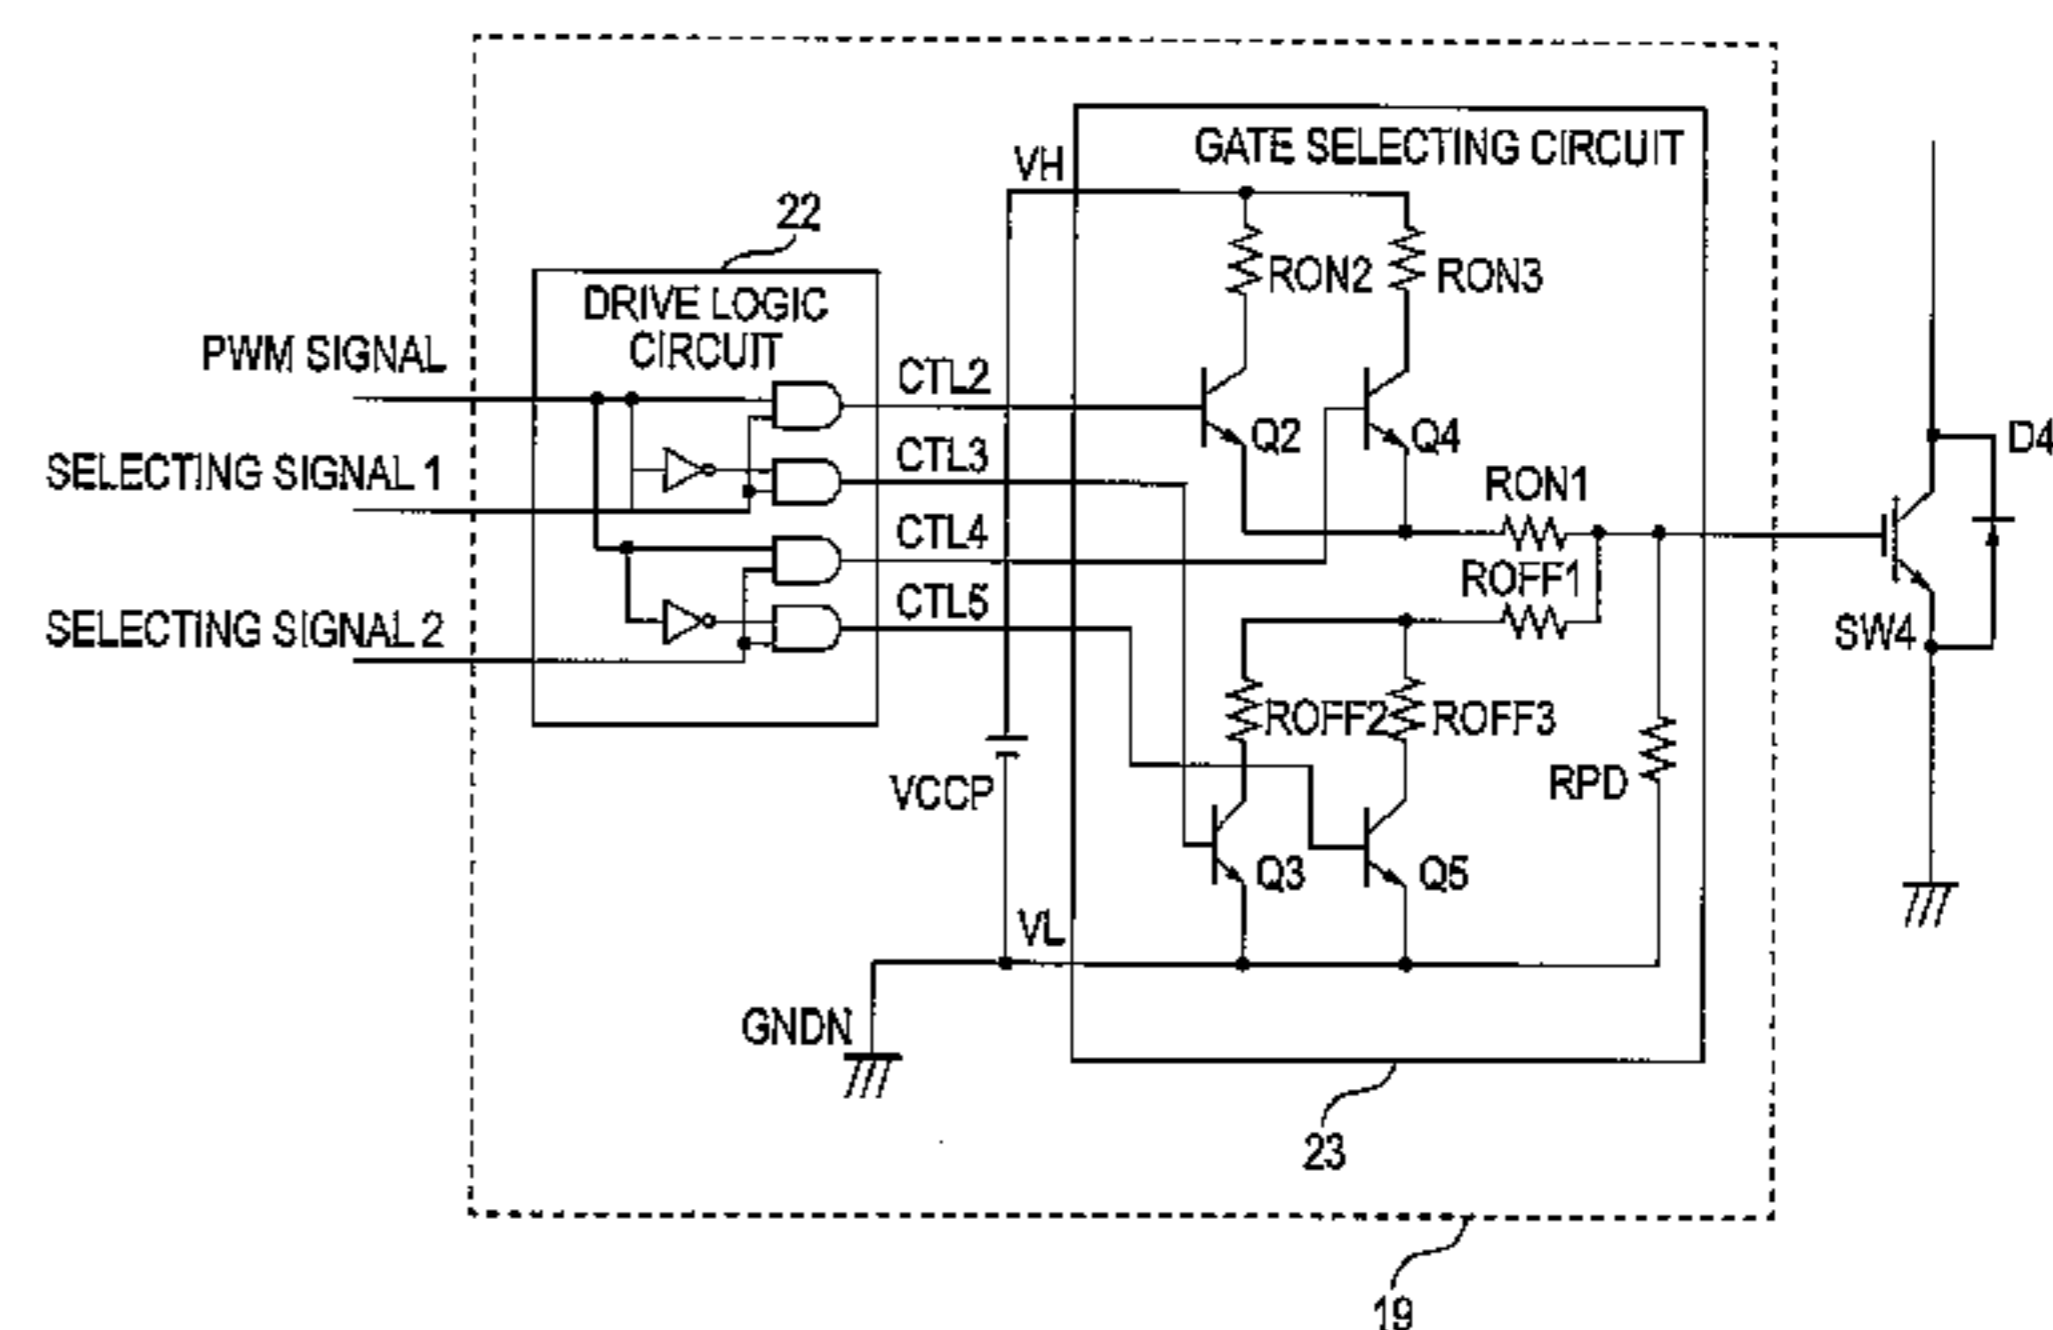 GATE SELECTING CIRCUIT
VH
22
RON2
RON3
DRIVE LOGIC
CIRCUIT
PWM SIGNAL
CTL2
Q2
Q4
D4
SELECTING SIGNAL 1
CTL3
RON1
CTL4
ROFF1
CTL5
SELECTING SIGNAL 2
SW4
ROFF2
ROFF3
VCCP
RPD
Q3
Q5
VL
GNDN
23
19